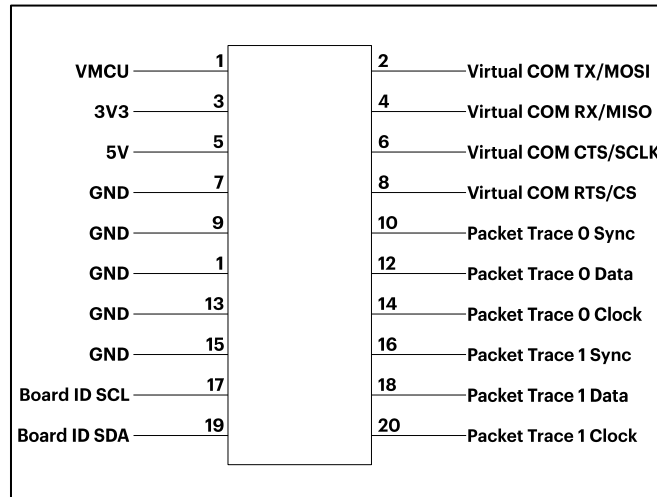 VMCU 1 2 Virtual COM TX/MOSI
3V3 3 4 Virtual COM RX/MISO
5V 5 6 Virtual COM CTS/SCLK
GND 7 8 Virtual COM RTS/CS
GND 9 10 Packet Trace 0 Sync
GND 1 12 Packet Trace 0 Data
GND 13 14 Packet Trace 0 Clock
GND 15 16 Packet Trace 1 Sync
Board ID SCL 17 18 Packet Trace 1 Data
Board ID SDA 19 20 Packet Trace 1 Clock